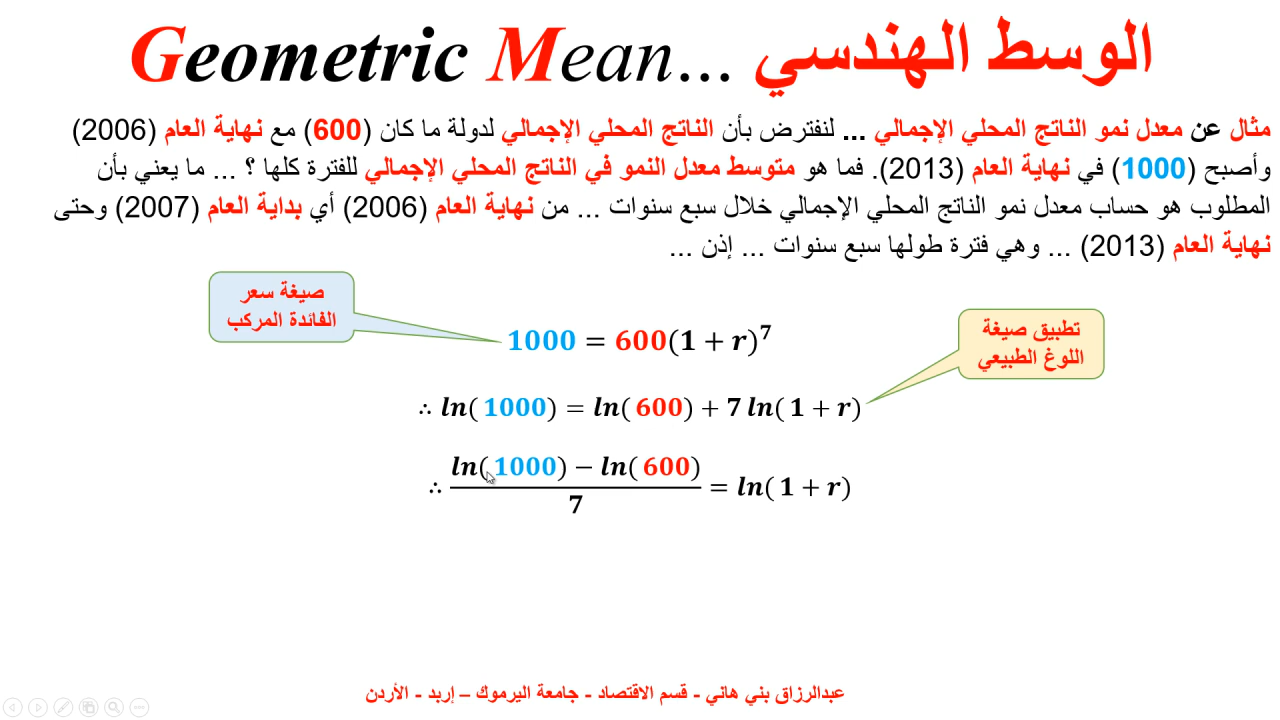 Geometric Mean... الوسط الهندسي
مثال عن معدل نمو الناتج المحلي الإجمالي ... لنفترض بأن الناتج المحلي الإجمالي لدولة ما كان (600) مع نهاية العام (2006)
وأصبح (1000) في نهاية العام (2013). فما هو متوسط معدل النمو في الناتج المحلي الإجمالي للفترة كلها ؟ ... ما يعني بأن
المطلوب هو حساب معدل نمو الناتج المحلي الإجمالي خلال سبع سنوات ... من نهاية العام (2006) أي بداية العام (2007) وحتى
نهاية العام (2013) ... وهي فترة طولها سبع سنوات ... إذن ...
صيغة سعر
الفائدة المركب
1000 = 600(1 + r)^7
تطبيق صيغة
اللوغ الطبيعي
∴ ln( 1000) = ln( 600) + 7 ln( 1 + r)
∴ ln( 1000) − ln( 600) / 7 = ln( 1 + r)
عبدالرزاق بني هاني - قسم الاقتصاد - جامعة اليرموك – إربد - الأردن